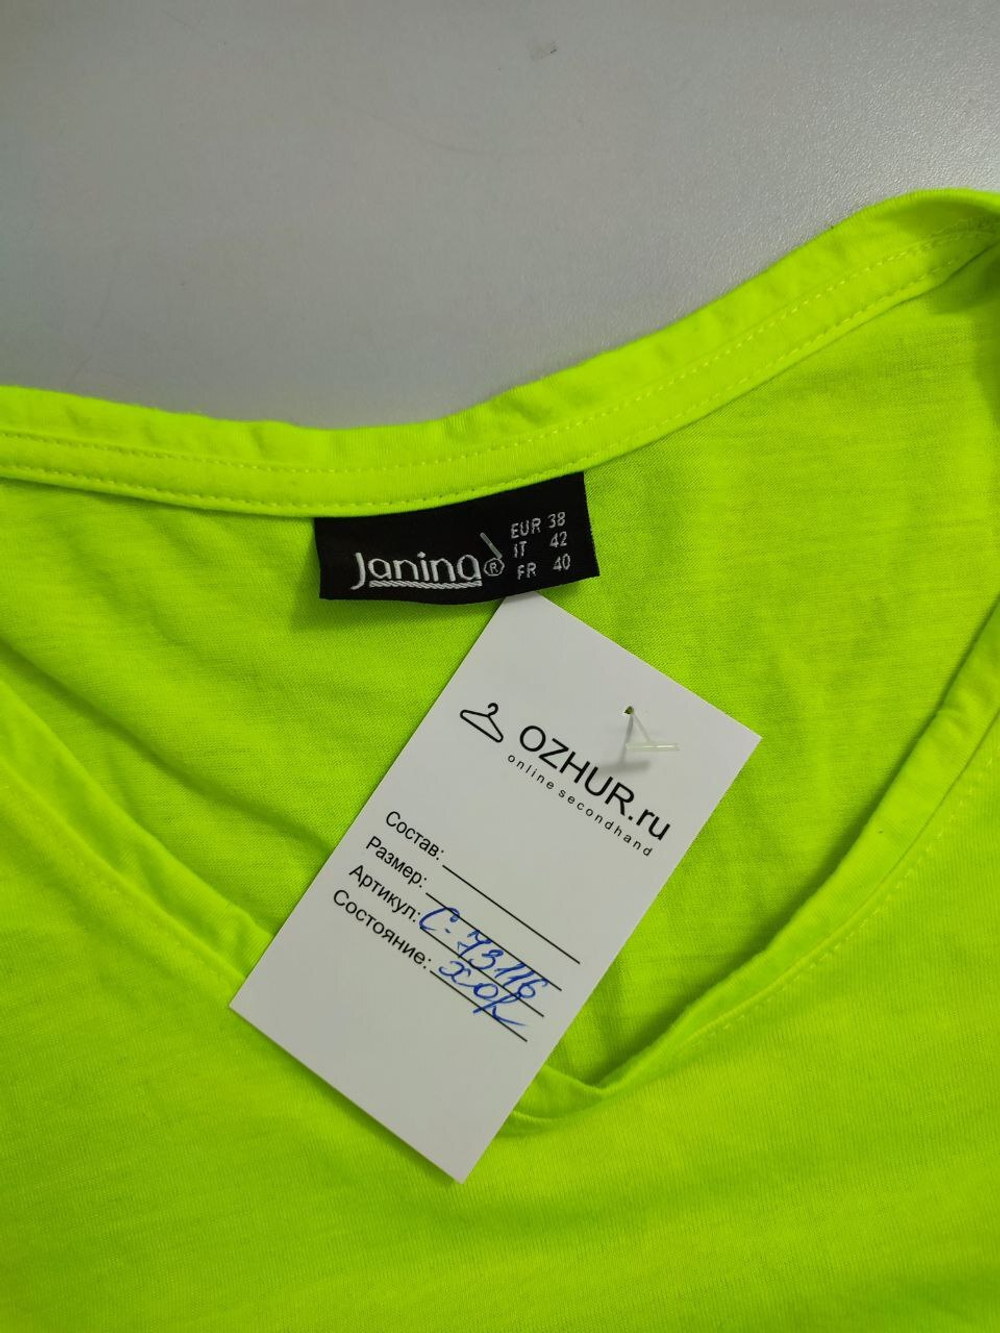 Janina®
EUR 38
IT 42
FR 40
OZHUR.ru
online secondhand
Состав:
Размер:
Артикул: С-73116
Состояние: хор